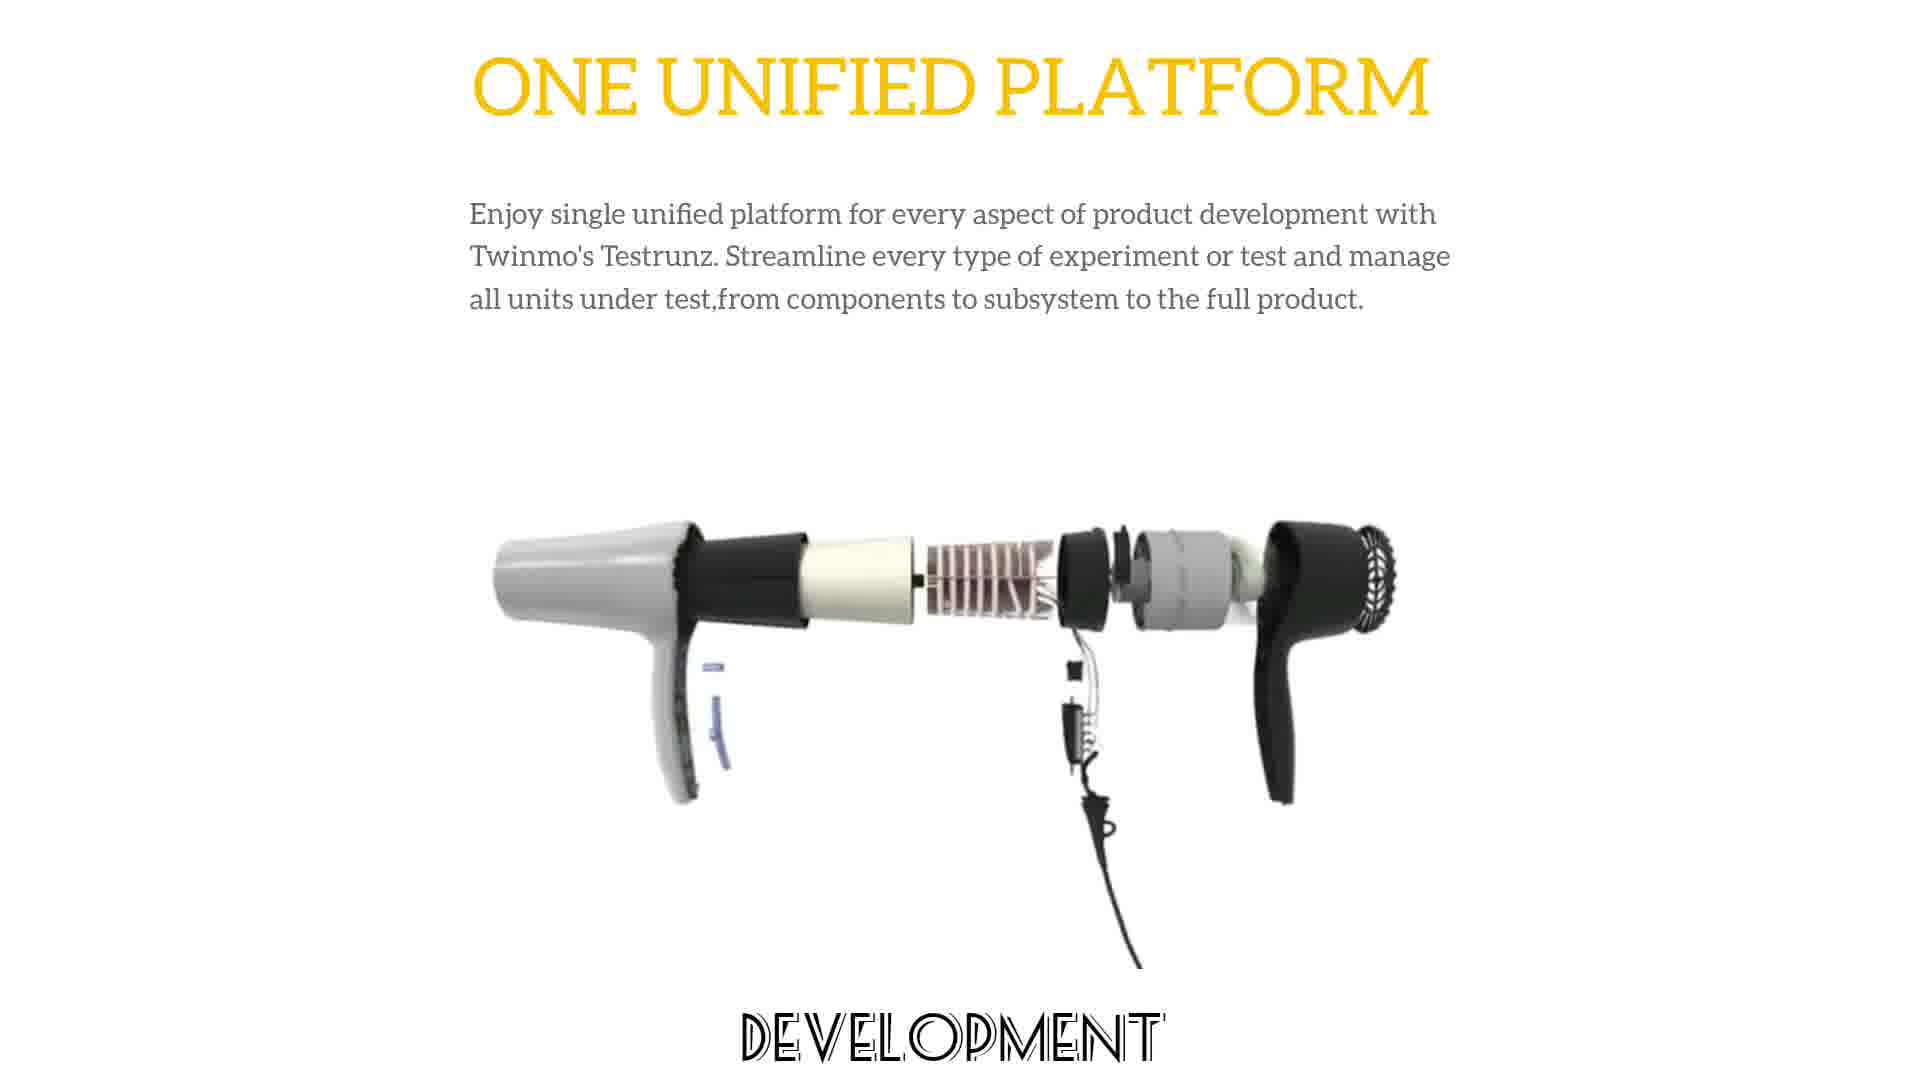 ONE UNIFIED PLATFORM
Enjoy single unified platform for every aspect of product development with
Twinmo's Testrunz. Streamline every type of experiment or test and manage
all units under test,from components to subsystem to the full product.
DEVELOPMENT